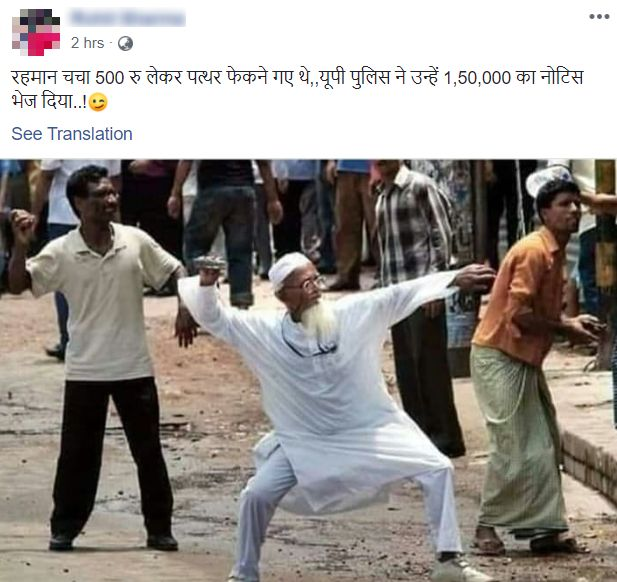 2 hrs ·
रहमान चचा 500 रु लेकर पत्थर फेकने गए थे,,यूपी पुलिस ने उन्हें 1,50,000 का नोटिस
भेज दिया..!😉
See Translation